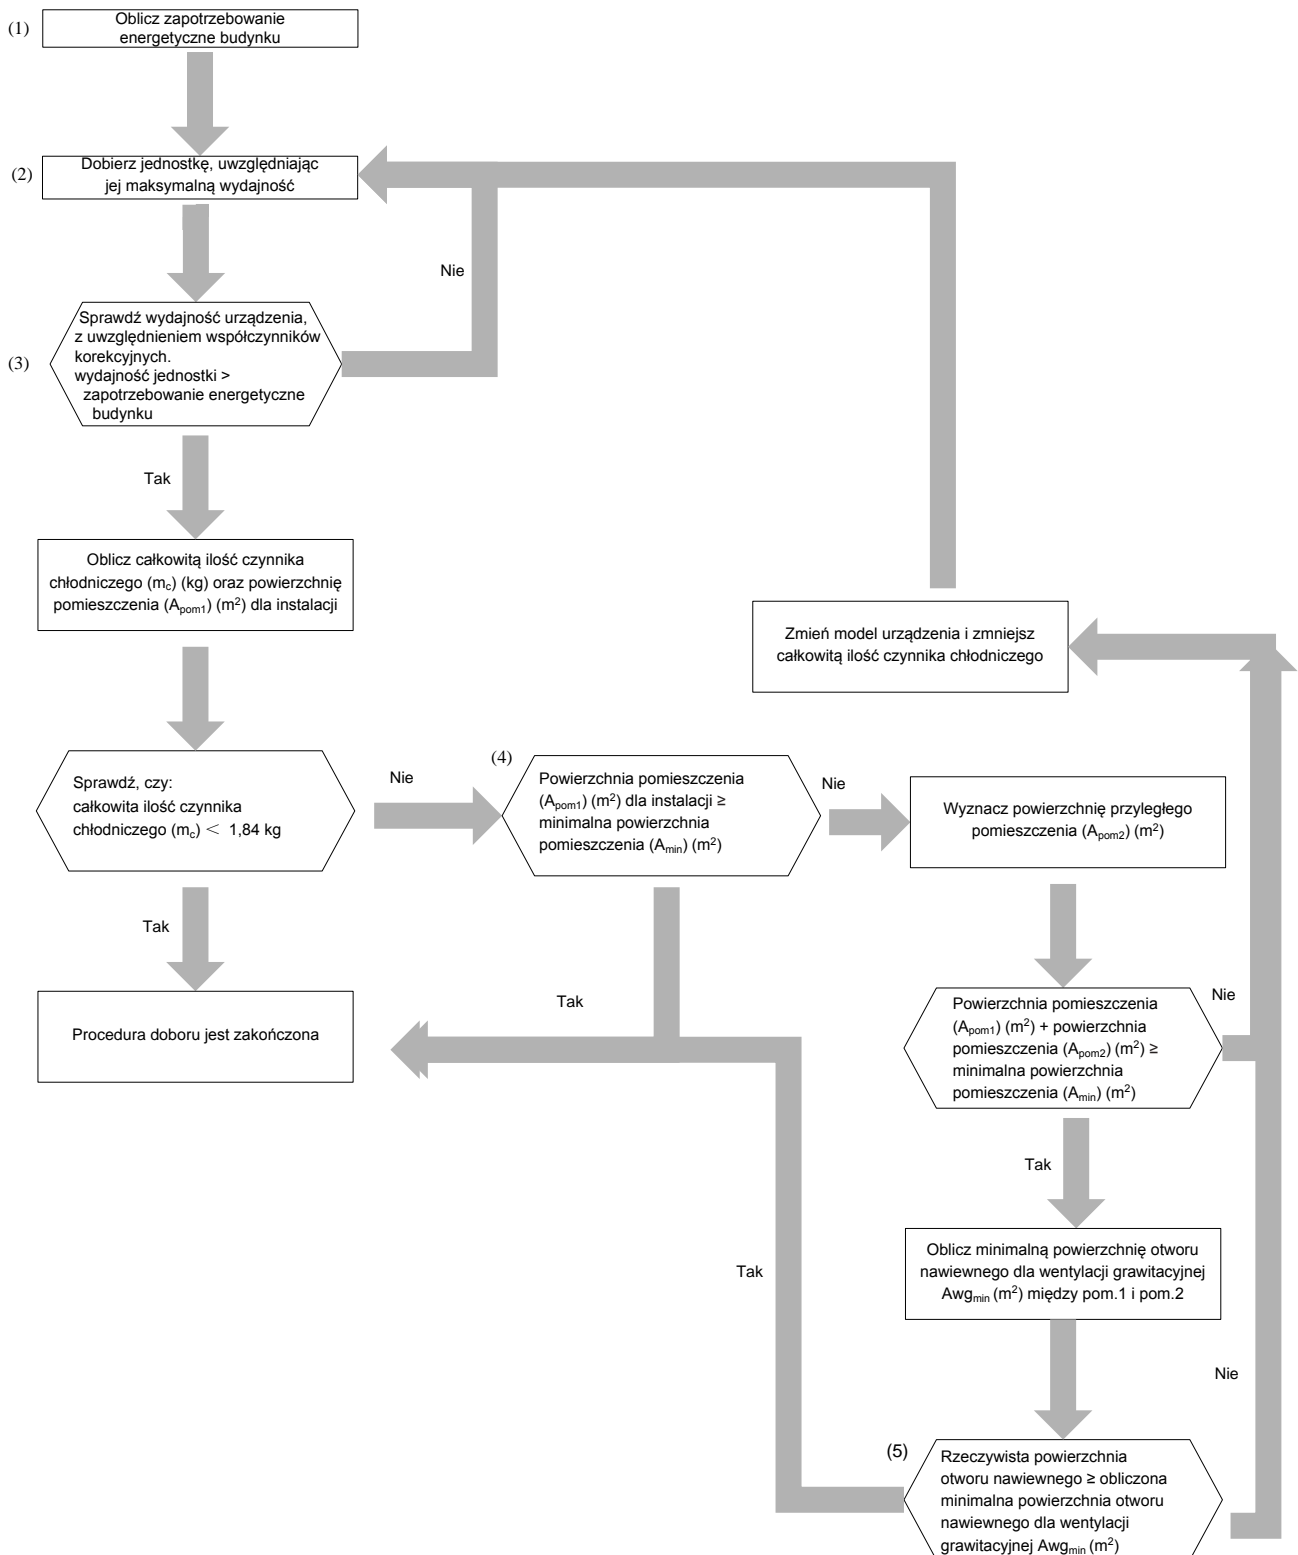 (1)
Oblicz zapotrzebowanie
energetyczne budynku
(2)
Dobierz jednostkę, uwzględniając
jej maksymalną wydajność
Nie
(3)
Sprawdź wydajność urządzenia,
z uwzględnieniem współczynników
korekcyjnych.
wydajność jednostki >
zapotrzebowanie energetyczne
budynku
Tak
Oblicz całkowitą ilość czynnika
chłodniczego (mc) (kg) oraz powierzchnię
pomieszczenia (Apom1) (m²) dla instalacji
Zmień model urządzenia i zmniejsz
całkowitą ilość czynnika chłodniczego
Sprawdź, czy:
całkowita ilość czynnika
chłodniczego (mc) < 1,84 kg
Nie
(4)
Powierzchnia pomieszczenia
(Apom1) (m²) dla instalacji ≥
minimalna powierzchnia
pomieszczenia (Amin) (m²)
Nie
Wyznacz powierzchnię przyległego
pomieszczenia (Apom2) (m²)
Tak
Procedura doboru jest zakończona
Tak
Powierzchnia pomieszczenia
(Apom1) (m²) + powierzchnia
pomieszczenia (Apom2) (m²) ≥
minimalna powierzchnia
pomieszczenia (Amin) (m²)
Nie
Tak
Oblicz minimalną powierzchnię otworu
nawiewnego dla wentylacji grawitacyjnej
Awgmin (m²) między pom.1 i pom.2
Tak
Nie
(5)
Rzeczywista powierzchnia
otworu nawiewnego ≥ obliczona
minimalna powierzchnia otworu
nawiewnego dla wentylacji
grawitacyjnej Awgmin (m²)